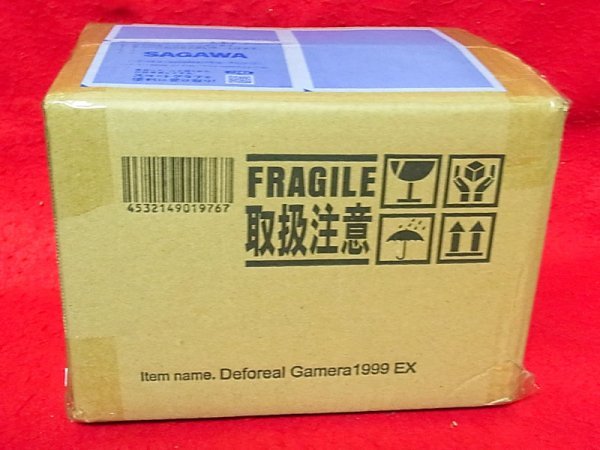 SAGAWA
4532149019767
FRAGILE
取扱注意
Item name. Deforeal Gamera1999 EX